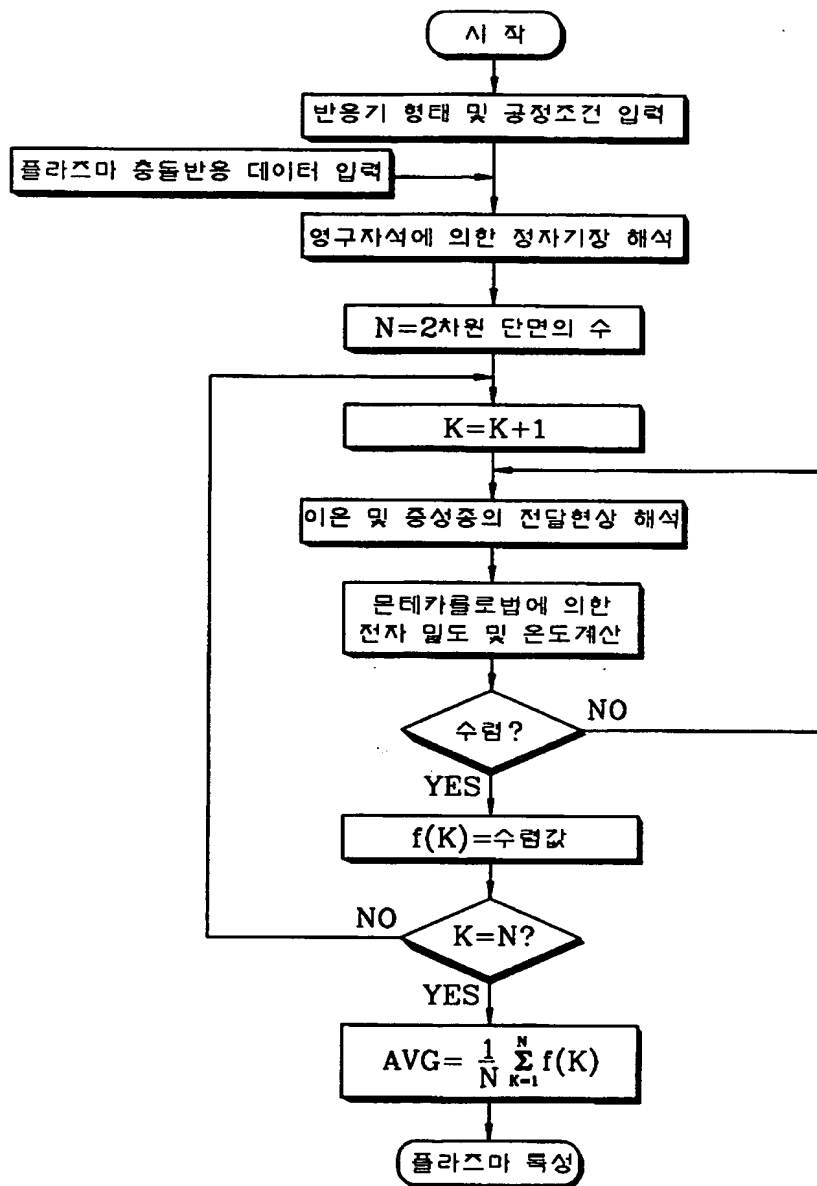 시 작
반응기 형태 및 공정조건 입력
플라즈마 충돌반응 데이터 입력
영구자석에 의한 정자기장 해석
N=2차원 단면의 수
K=K+1
이온 및 중성종의 전달현상 해석
몬테카를로법에 의한
전자 밀도 및 온도계산
수렴?
NO
YES
f(K)=수렴값
NO
K=N?
YES
AVG= 1/N Σ_{K=1}^{N} f(K)
플라즈마 특성